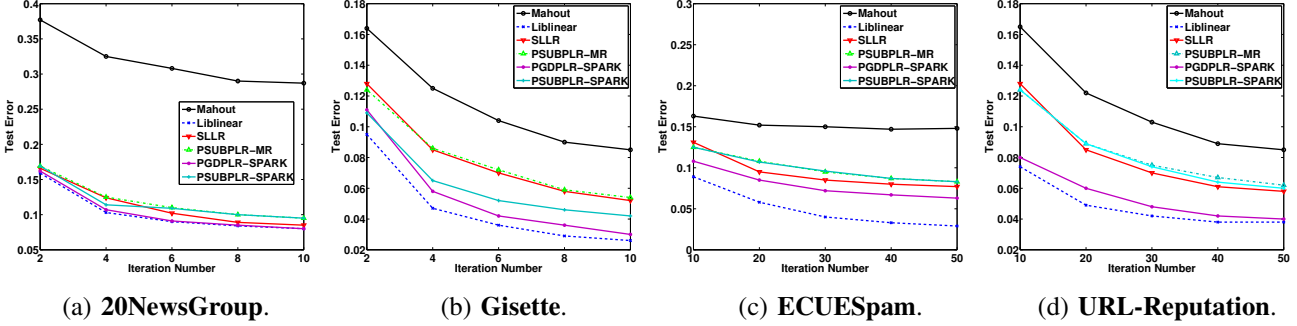 Test Error
0.4
0.35
0.3
0.25
0.2
0.15
0.1
0.05
2
4
6
8
10
Iteration Number
Mahout
Liblinear
SLLR
PSUBPLR−MR
PGDPLR−SPARK
PSUBPLR−SPARK
(a) 20NewsGroup.
Test Error
0.18
0.16
0.14
0.12
0.1
0.08
0.06
0.04
0.02
2
4
6
8
10
Iteration Number
Mahout
Liblinear
SLLR
PSUBPLR−MR
PGDPLR−SPARK
PSUBPLR−SPARK
(b) Gisette.
Test Error
0.3
0.25
0.2
0.15
0.1
0.05
0
10
20
30
40
50
Iteration Number
Mahout
Liblinear
SLLR
PSUBPLR−MR
PGDPLR−SPARK
PSUBPLR−SPARK
(c) ECUESpam.
Test Error
0.18
0.16
0.14
0.12
0.1
0.08
0.06
0.04
0.02
10
20
30
40
50
Iteration Number
Mahout
Liblinear
SLLR
PSUBPLR−MR
PGDPLR−SPARK
PSUBPLR−SPARK
(d) URL-Reputation.